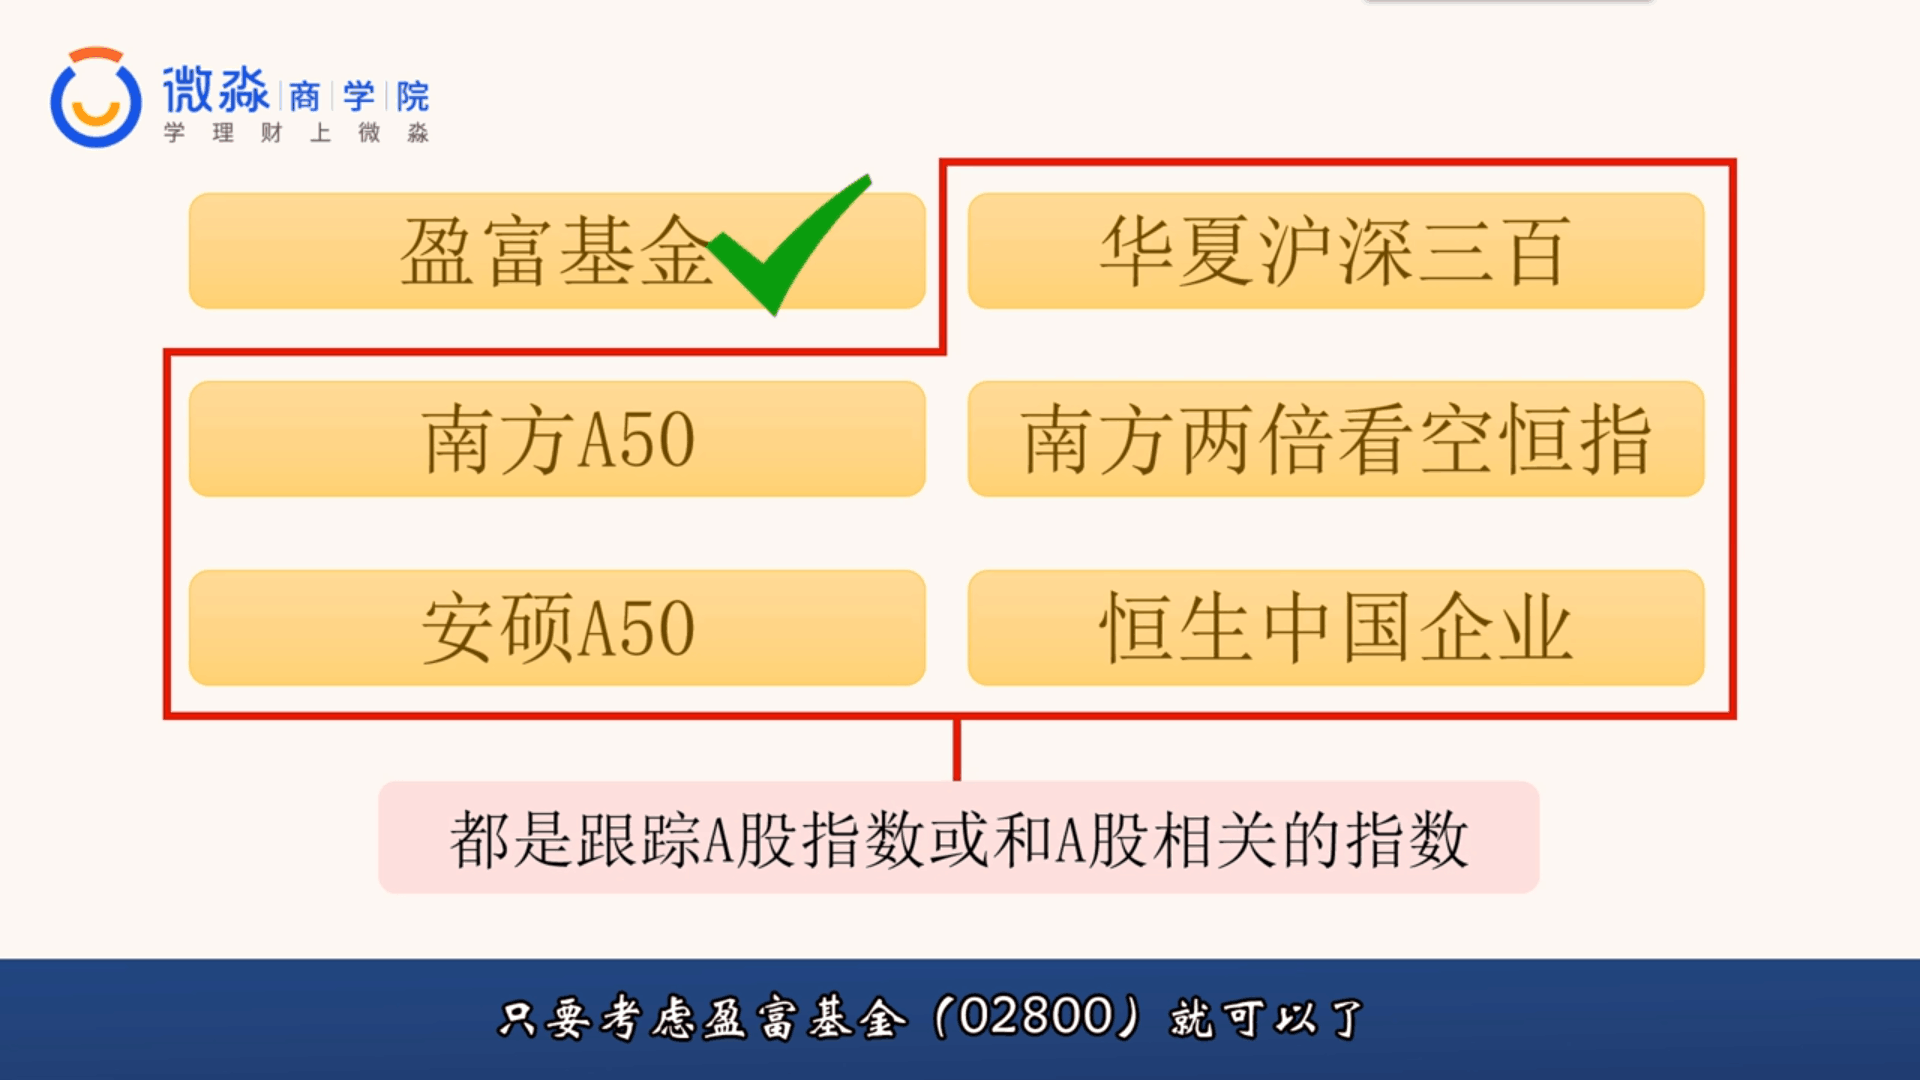 微淼商学院
学理财上微淼
盈富基金
华夏沪深三百
南方A50
南方两倍看空恒指
安硕A50
恒生中国企业
都是跟踪A股指数或和A股相关的指数
只要考虑盈富基金（02800）就可以了